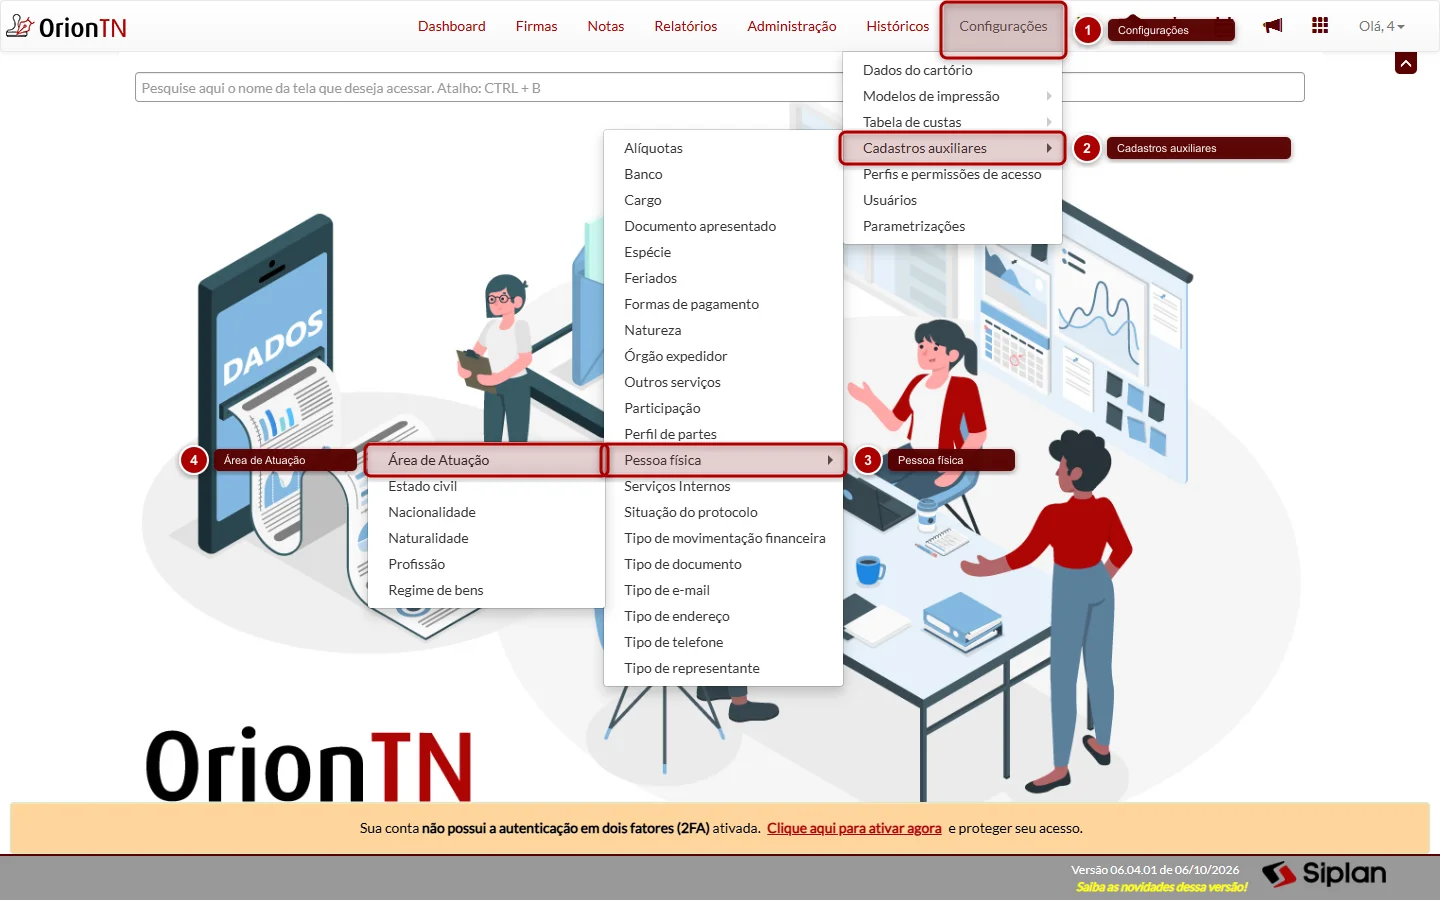 OrionTN
Dashboard
Firmas
Notas
Relatórios
Administração
Históricos
Configurações
1
Configurações
Olá, 4
Pesquise aqui o nome da tela que deseja acessar. Atalho: CTRL + B
Dados do cartório
Modelos de impressão
Tabela de custas
Cadastros auxiliares
2
Cadastros auxiliares
Perfis e permissões de acesso
Usuários
Parametrizações
Alíquotas
Banco
Cargo
Documento apresentado
Espécie
Feriados
Formas de pagamento
Natureza
Órgão expedidor
Outros serviços
Participação
Perfil de partes
Pessoa física
3
Pessoa física
Serviços Internos
Situação do protocolo
Tipo de movimentação financeira
Tipo de documento
Tipo de e-mail
Tipo de endereço
Tipo de telefone
Tipo de representante
4
Área de Atuação
Área de Atuação
Estado civil
Nacionalidade
Naturalidade
Profissão
Regime de bens
DADOS
OrionTN
Sua conta não possui a autenticação em dois fatores (2FA) ativada. Clique aqui para ativar agora e proteger seu acesso.
Versão 06.04.01 de 06/10/2026
Saiba as novidades dessa versão!
Siplan